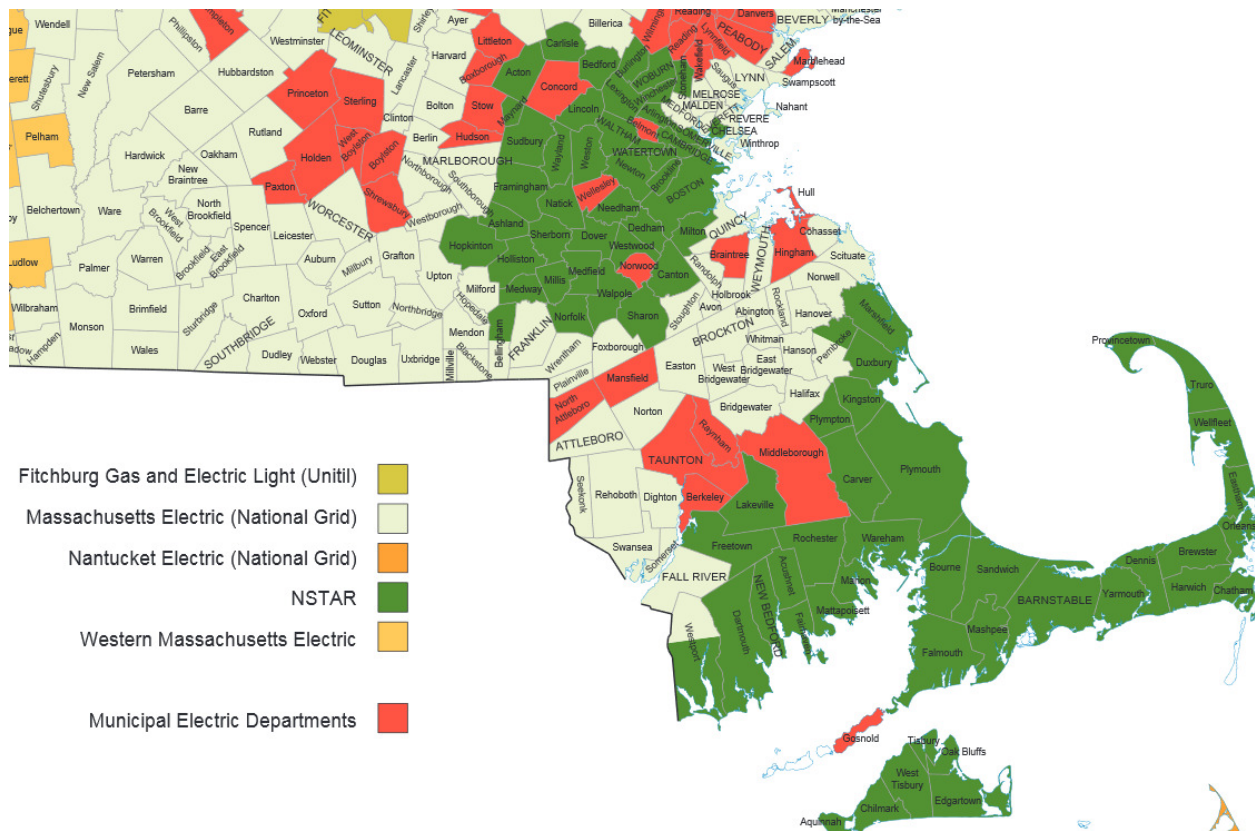 Wendell
Phillipston
Westminster
LEOMINSTER
Shirley
Ayer
Littleton
Carlisle
Billerica
Wilmington
Reading
Danvers
BEVERLY
Manchester
by-the-Sea
PEABODY
Lynnfield
SALEM
Marblehead
Swampscott
New Salem
Shutesbury
Petersham
Hubbardston
Lancaster
Harvard
Boxborough
Acton
Bedford
Burlington
Reading
Wakefield
Stoneham
WOBURN
Winchester
Lexington
Saugus
LYNN
Nahant
Princeton
Sterling
Bolton
Stow
Maynard
Concord
Lincoln
MELROSE
MALDEN
MEDFORD
REVERE
CHELSEA
Winthrop
Arlington
SOMERVILLE
Belmont
CAMBRIDGE
WALTHAM
WATERTOWN
Barre
Rutland
Clinton
Berlin
Hudson
Pelham
Hardwick
Oakham
New
Braintree
Holden
West
Boylston
Boylston
MARLBOROUGH
Northborough
Southborough
Westborough
Sudbury
Wayland
Weston
Newton
Brookline
BOSTON
Paxton
Shrewsbury
WORCESTER
Framingham
Natick
Wellesley
Needham
Hull
Belchertown
Ware
West
Brookfield
North
Brookfield
Spencer
Leicester
Ashland
Sherborn
Dover
Dedham
Westwood
Milton
QUINCY
Cohasset
Hingham
Scituate
WEYMOUTH
Braintree
Ludlow
Palmer
Warren
Brookfield
East
Brookfield
Auburn
Millbury
Grafton
Hopkinton
Holliston
Medfield
Norwood
Canton
Randolph
Norwell
Wilbraham
Upton
Milford
Medway
Millis
Walpole
Holbrook
Avon
Abington
Rockland
Hanover
Marshfield
Hampden
Monson
Brimfield
Sturbridge
Charlton
Oxford
Sutton
Northbridge
Hopedale
Mendon
Norfolk
Sharon
Stoughton
BROCKTON
Whitman
Hanson
Pembroke
Wales
SOUTHBRIDGE
Dudley
Webster
Douglas
Uxbridge
Millville
Blackstone
Bellingham
FRANKLIN
Wrentham
Foxborough
Plainville
Easton
West
Bridgewater
East
Bridgewater
Duxbury
Mansfield
North
Attleboro
Norton
Bridgewater
Halifax
Kingston
Plympton
Provincetown
Truro
Wellfleet
ATTLEBORO
TAUNTON
Raynham
Middleborough
Carver
Plymouth
Eastham
Seekonk
Rehoboth
Dighton
Berkeley
Lakeville
Orleans
Swansea
Somerset
Freetown
Rochester
Wareham
Bourne
Sandwich
Dennis
Brewster
FALL RIVER
Acushnet
NEW BEDFORD
Marion
Mattapoisett
Fairhaven
BARNSTABLE
Yarmouth
Harwich
Chatham
Westport
Dartmouth
Mashpee
Falmouth
Gosnold
Tisbury
Oak Bluffs
West
Tisbury
Chilmark
Edgartown
Aquinnah
Fitchburg Gas and Electric Light (Unitil)
Massachusetts Electric (National Grid)
Nantucket Electric (National Grid)
NSTAR
Western Massachusetts Electric
Municipal Electric Departments